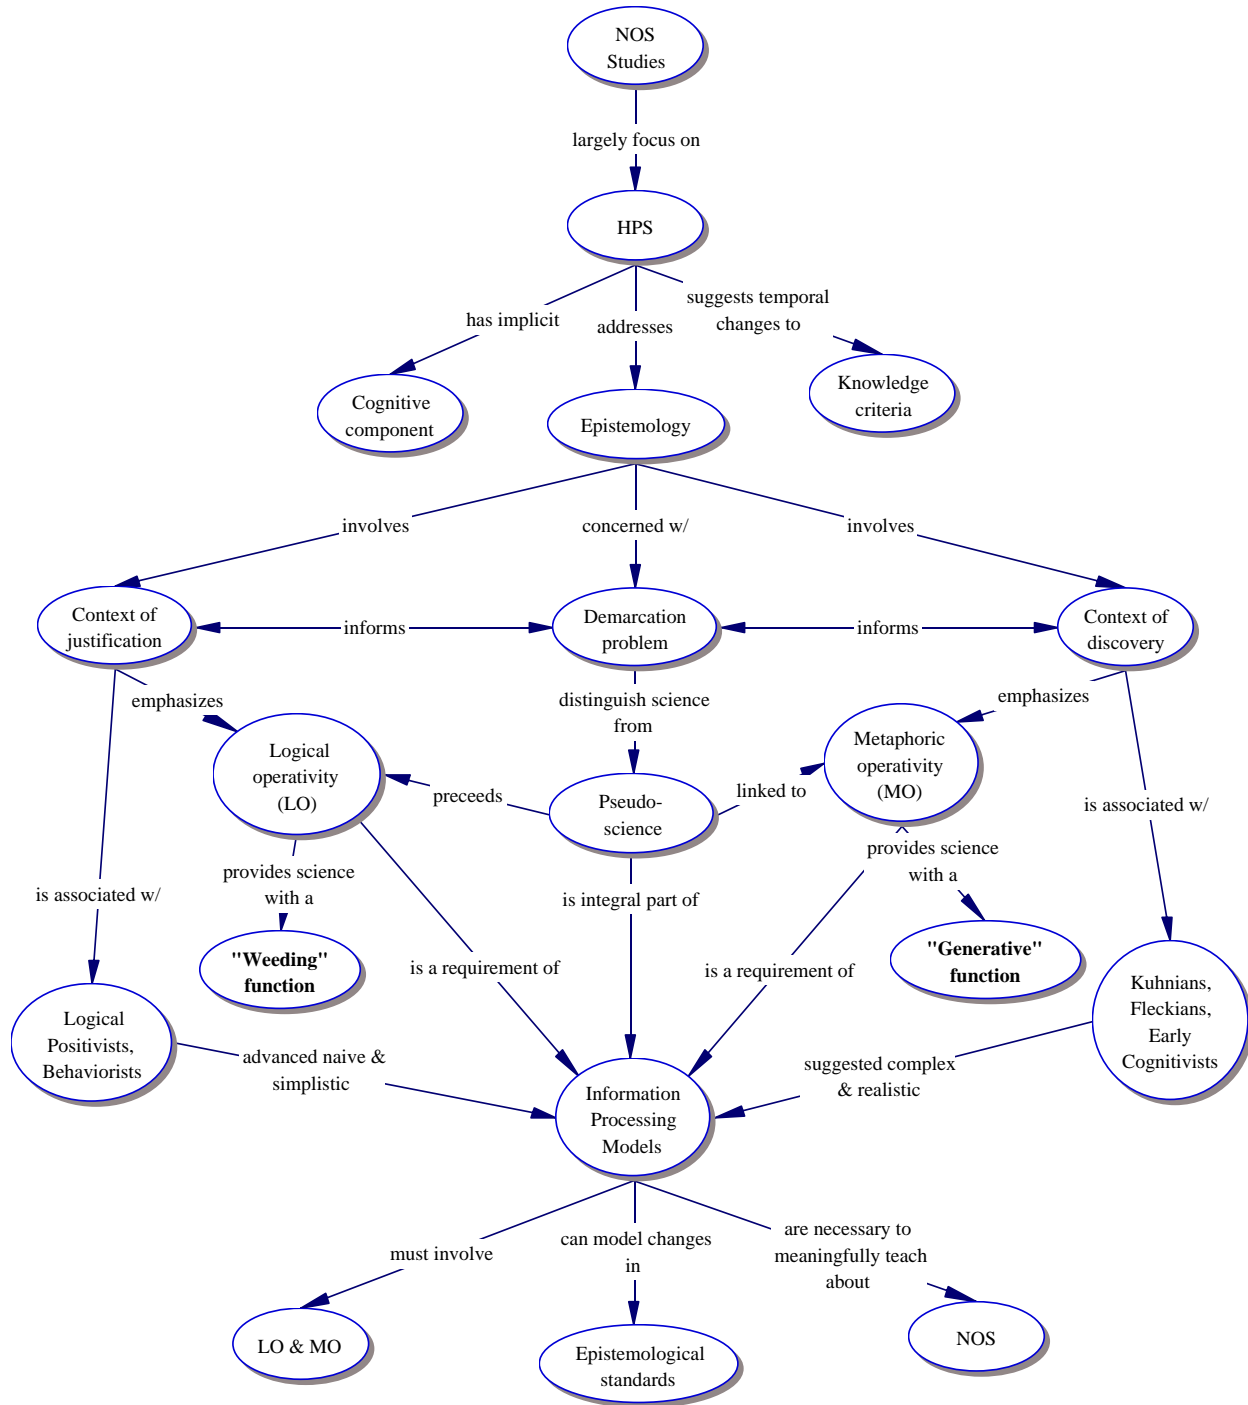 NOS
Studies
largely focus on
HPS
has implicit
addresses
suggests temporal
changes to
Cognitive
component
Epistemology
Knowledge
criteria
involves
concerned w/
involves
Context of
justification
informs
Demarcation
problem
informs
Context of
discovery
emphasizes
distinguish science
from
emphasizes
Logical
operativity
(LO)
preceeds
Pseudo-
science
linked to
Metaphoric
operativity
(MO)
is associated w/
provides science
with a
is integral part of
provides science
with a
is associated w/
"Weeding"
function
is a requirement of
is a requirement of
"Generative"
function
Logical
Positivists,
Behaviorists
advanced naive &
simplistic
Information
Processing
Models
suggested complex
& realistic
Kuhnians,
Fleckians,
Early
Cognitivists
must involve
can model changes
in
are necessary to
meaningfully teach
about
LO & MO
Epistemological
standards
NOS